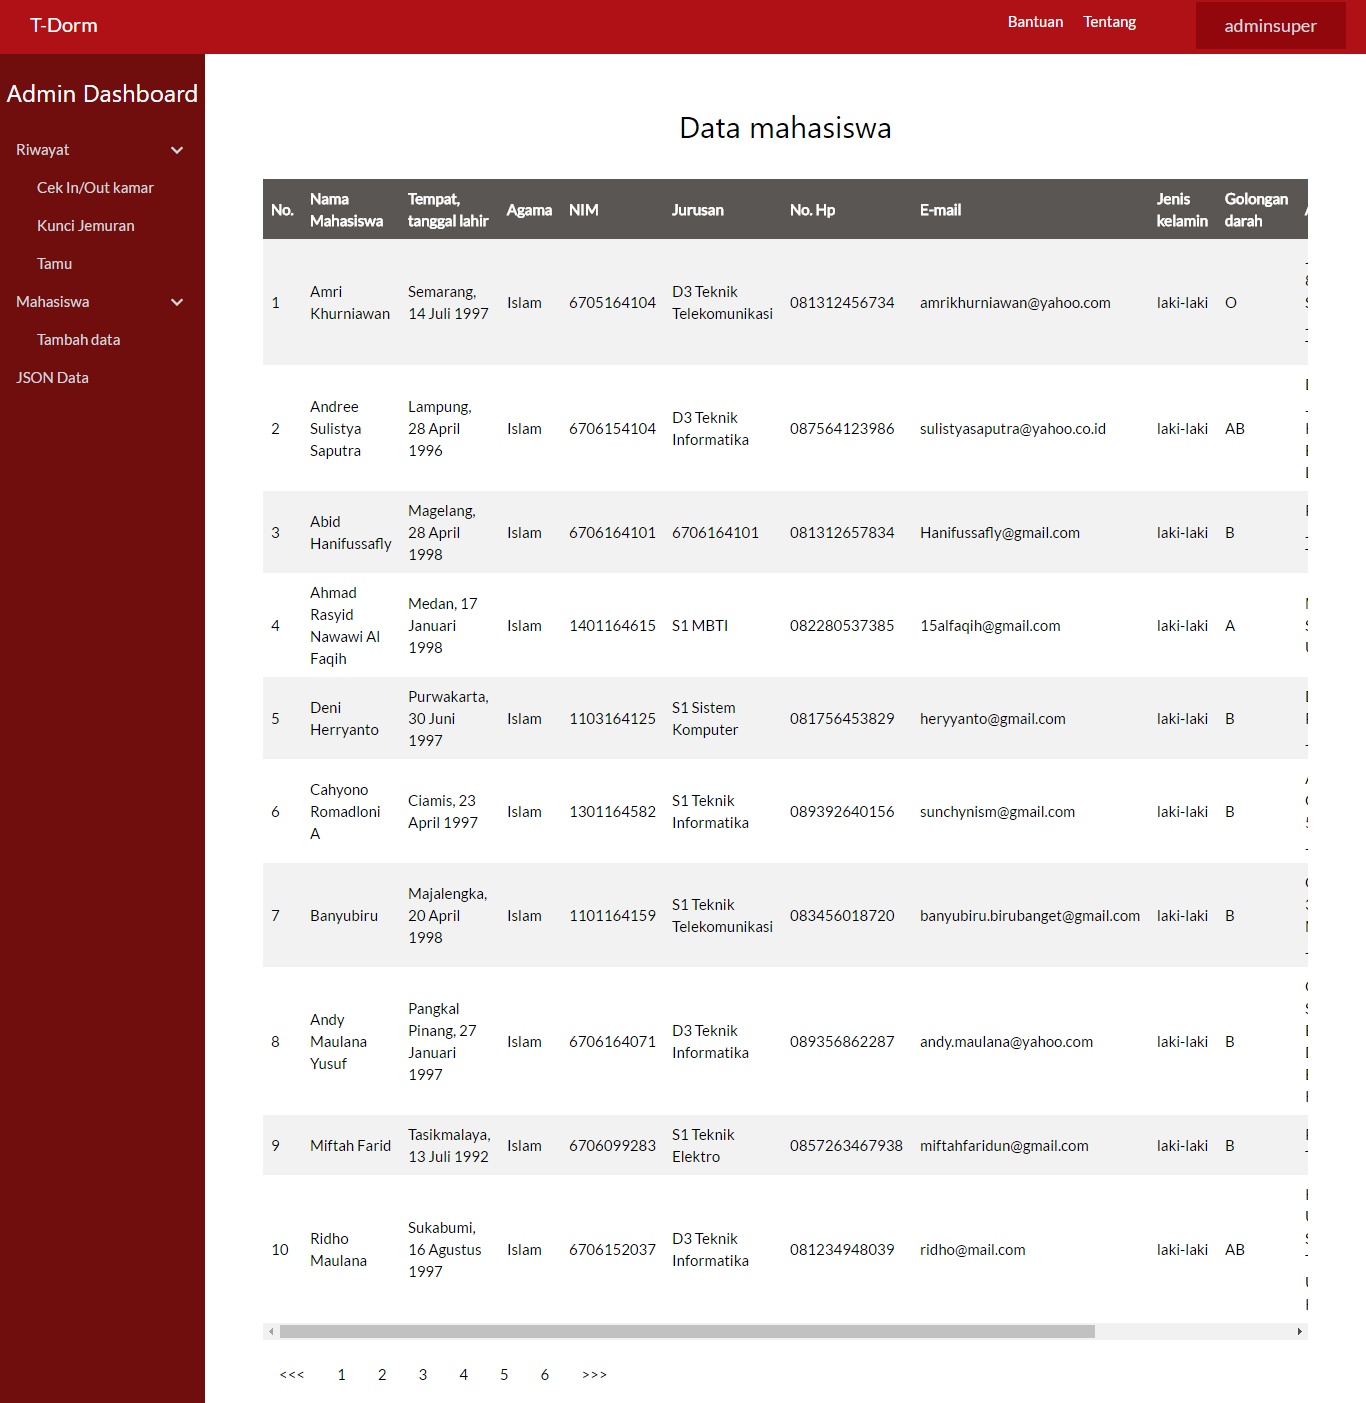 T-Dorm
Bantuan Tentang adminsuper
Admin Dashboard
Riwayat
Cek In/Out kamar
Kunci Jemuran
Tamu
Mahasiswa
Tambah data
JSON Data
Data mahasiswa
No. Nama Mahasiswa Tempat, tanggal lahir Agama NIM Jurusan No. Hp E-mail Jenis kelamin Golongan darah
1 Amri Khurniawan Semarang, 14 Juli 1997 Islam 6705164104 D3 Teknik Telekomunikasi 081312456734 amrikhurniawan@yahoo.com laki-laki O
2 Andree Sulistya Saputra Lampung, 28 April 1996 Islam 6706154104 D3 Teknik Informatika 087564123986 sulistyasaputra@yahoo.co.id laki-laki AB
3 Abid Hanifussafly Magelang, 28 April 1998 Islam 6706164101 6706164101 081312657834 Hanifussafly@gmail.com laki-laki B
4 Ahmad Rasyid Nawawi Al Faqih Medan, 17 Januari 1998 Islam 1401164615 S1 MBTI 082280537385 15alfaqih@gmail.com laki-laki A
5 Deni Herryanto Purwakarta, 30 Juni 1997 Islam 1103164125 S1 Sistem Komputer 081756453829 heryyanto@gmail.com laki-laki B
6 Cahyono Romadloni A Ciamis, 23 April 1997 Islam 1301164582 S1 Teknik Informatika 089392640156 sunchynism@gmail.com laki-laki B
7 Banyubiru Majalengka, 20 April 1998 Islam 1101164159 S1 Teknik Telekomunikasi 083456018720 banyubiru.birubanget@gmail.com laki-laki B
8 Andy Maulana Yusuf Pangkal Pinang, 27 Januari 1997 Islam 6706164071 D3 Teknik Informatika 089356862287 andy.maulana@yahoo.com laki-laki B
9 Miftah Farid Tasikmalaya, 13 Juli 1992 Islam 6706099283 S1 Teknik Elektro 0857263467938 miftahfaridun@gmail.com laki-laki B
10 Ridho Maulana Sukabumi, 16 Agustus 1997 Islam 6706152037 D3 Teknik Informatika 081234948039 ridho@mail.com laki-laki AB
<<< 1 2 3 4 5 6 >>>